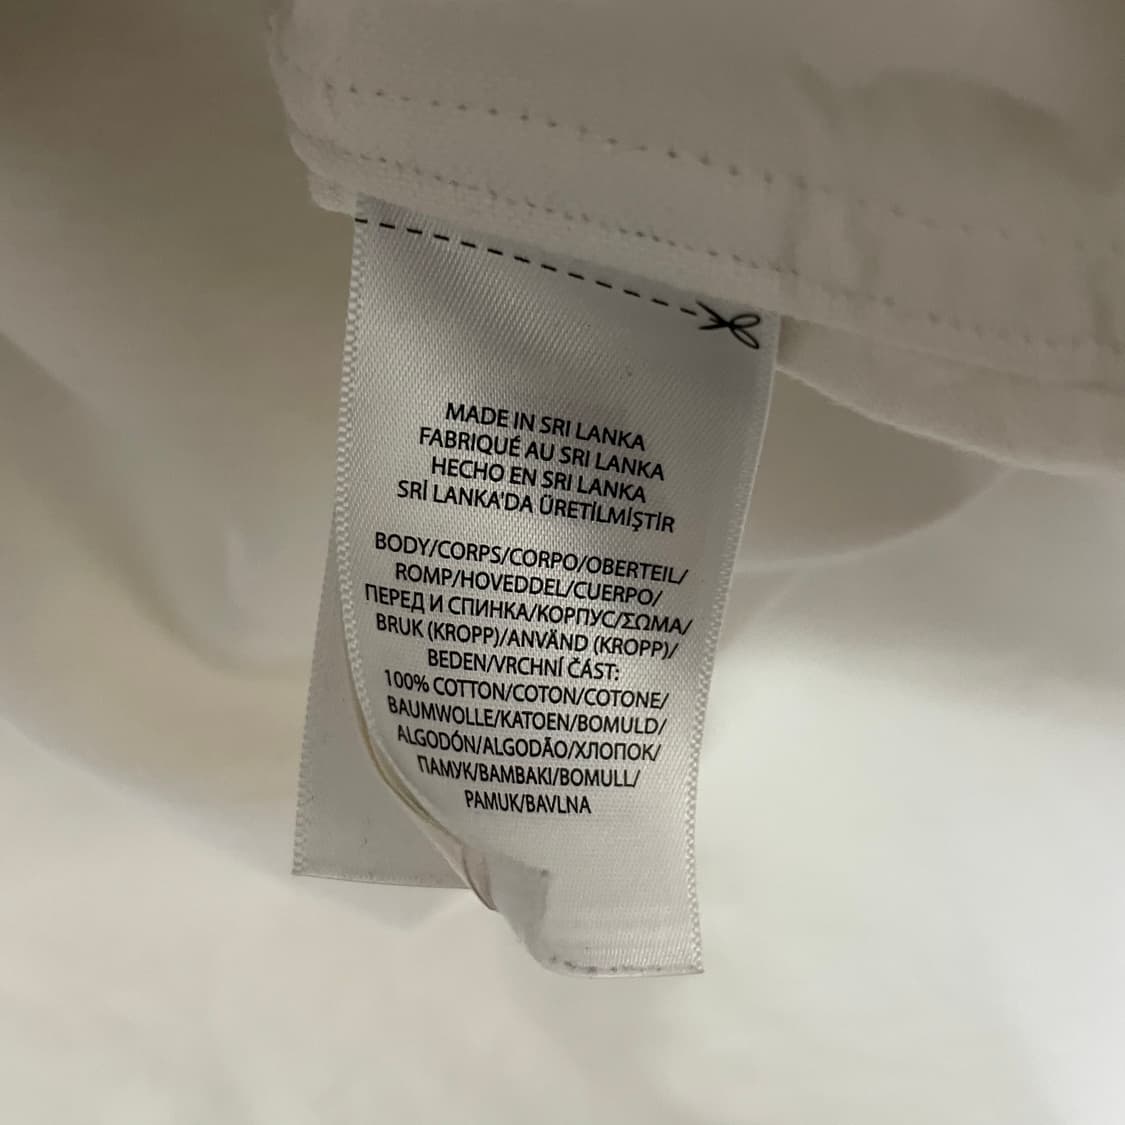 MADE IN SRI LANKA
FABRIQUÉ AU SRI LANKA
HECHO EN SRI LANKA
SRİ LANKA'DA ÜRETİLMİŞTİR
BODY/CORPS/CORPO/OBERTEIL/
ROMP/HOVEDDEL/CUERPO/
ПЕРЕД И СПИНКА/КОРПУС/ΣΩΜΑ/
BRUK (KROPP)/ANVÄND (KROPP)/
BEDEN/VRCHNÍ ČÁST:
100% COTTON/COTON/COTONE/
BAUMWOLLE/KATOEN/BOMULD/
ALGODÓN/ALGODÃO/ХЛОПОК/
ПАМУК/ΒΑΜΒΑΚΙ/BOMULL/
PAMUK/BAVLNA